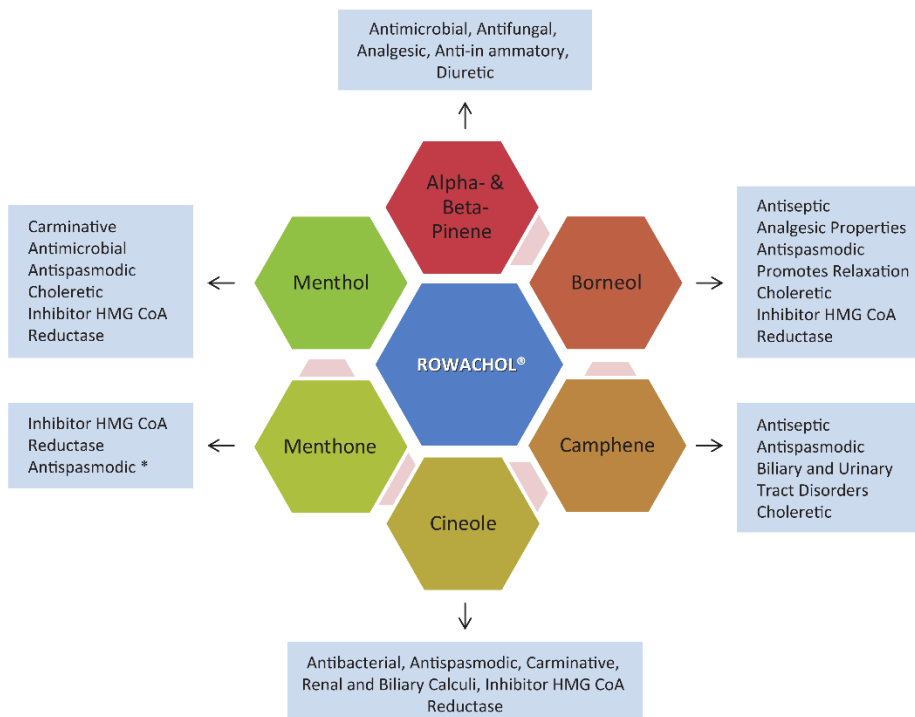 Antimicrobial, Antifungal,
Analgesic, Anti-in ammatory,
Diuretic
Alpha- &
Beta-
Pinene
Carminative
Antimicrobial
Antispasmodic
Choleretic
Inhibitor HMG CoA
Reductase
Menthol
Borneol
Antiseptic
Analgesic Properties
Antispasmodic
Promotes Relaxation
Choleretic
Inhibitor HMG CoA
Reductase
ROWACHOL®
Inhibitor HMG CoA
Reductase
Antispasmodic *
Menthone
Camphene
Antiseptic
Antispasmodic
Biliary and Urinary
Tract Disorders
Choleretic
Cineole
Antibacterial, Antispasmodic, Carminative,
Renal and Biliary Calculi, Inhibitor HMG CoA
Reductase